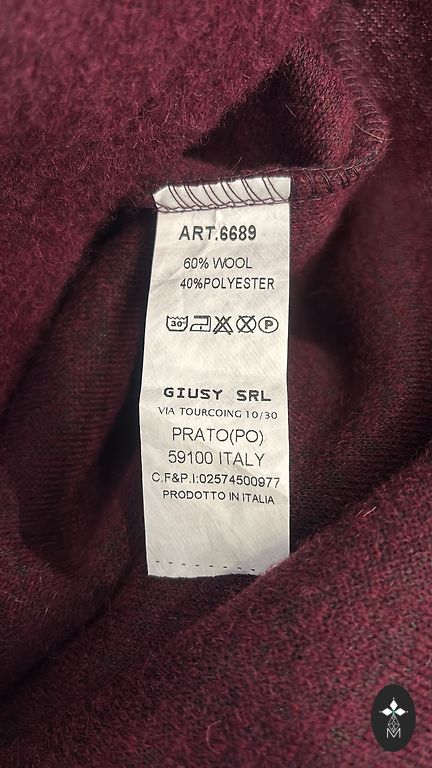 ART.6689
60% WOOL
40%POLYESTER
30°
P
GIUSY SRL
VIA TOURCOING 10/30
PRATO(PO)
59100 ITALY
C.F&P.I:02574500977
PRODOTTO IN ITALIA
M